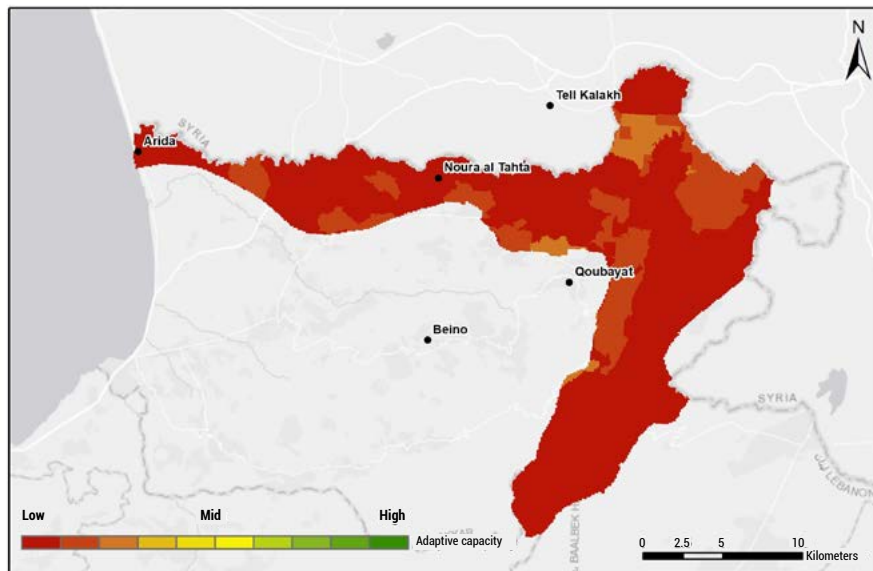 N
Tell Kalakh
SYRIA
Arida
Noura al Tahta
Qoubayat
Beino
SYRIA
LEBANON
Low Mid High
Adaptive capacity
BAALBEK
0 2.5 5 10
Kilometers